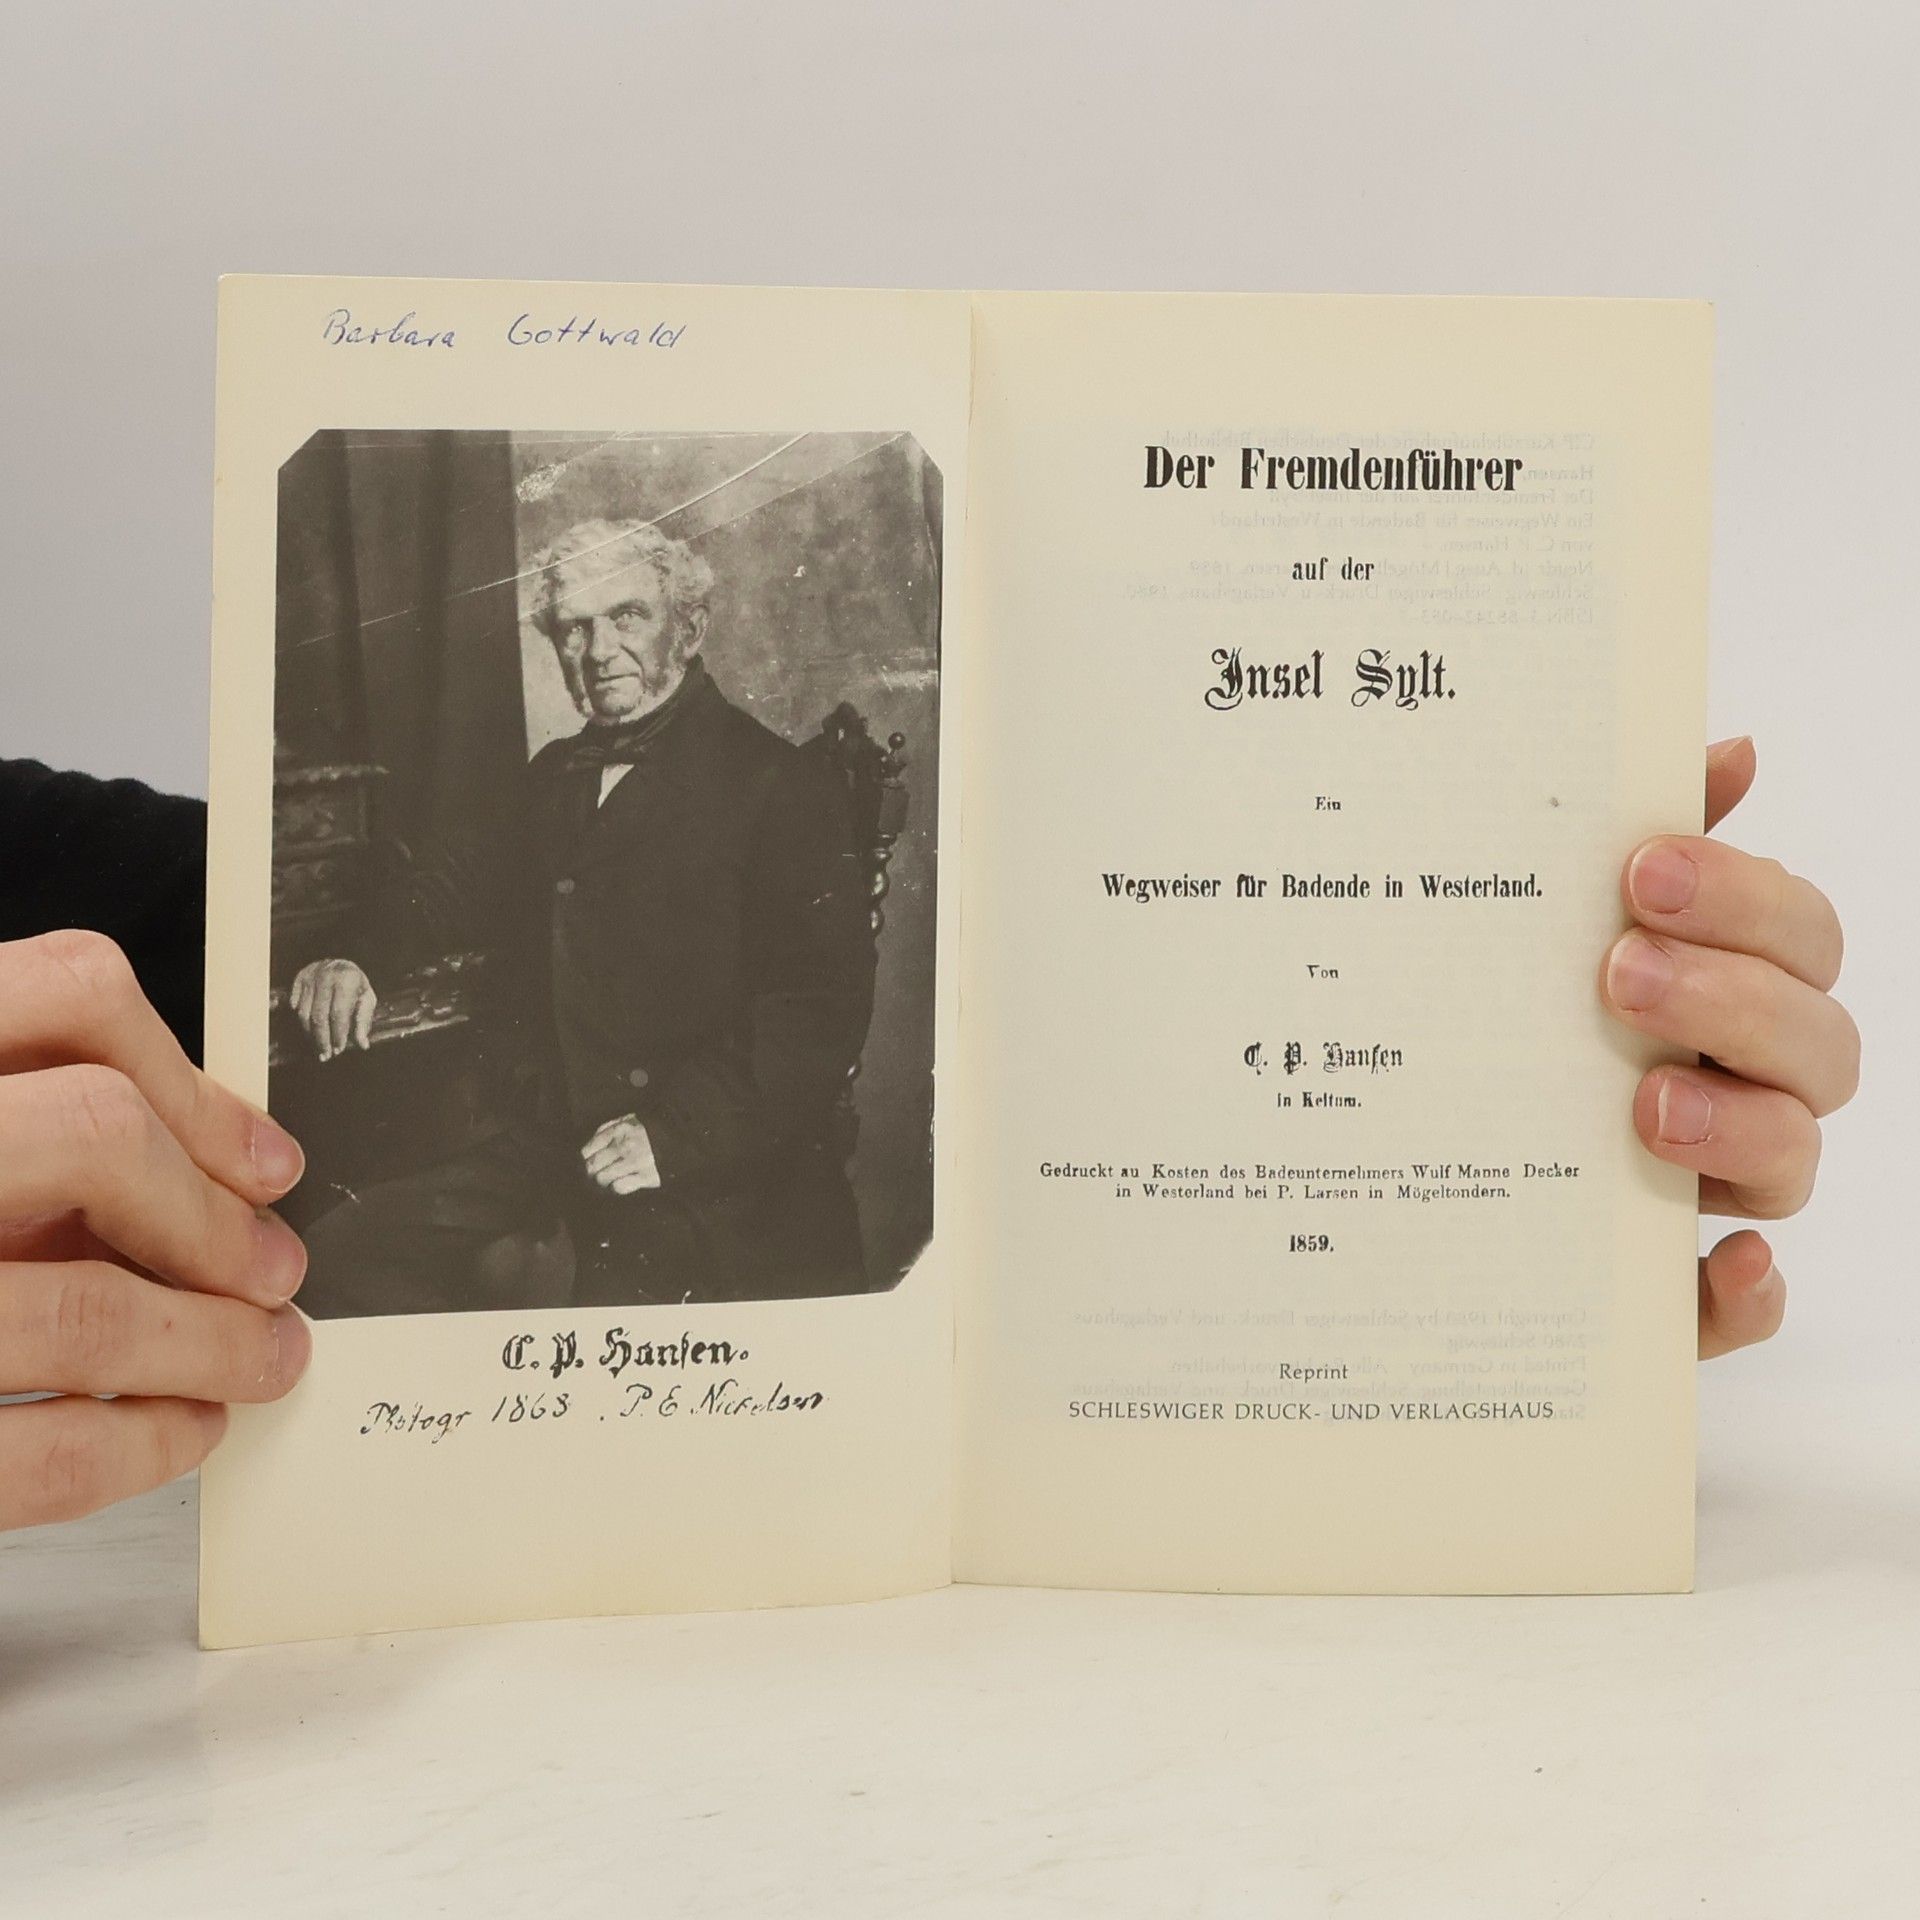 Barbara Gottwald
C. P. Hansen.
Photogr 1868. P. E Nickelsen
Der Fremdenführer
auf der
Insel Sylt.
Ein
Wegweiser für Badende in Westerland.
Von
C. P. Hansen
in Keitum.
Gedruckt au Kosten des Badeunternehmers Wulf Manne Decker
in Westerland bei P. Larsen in Mögeltondern.
1859.
Reprint
SCHLESWIGER DRUCK- UND VERLAGSHAUS